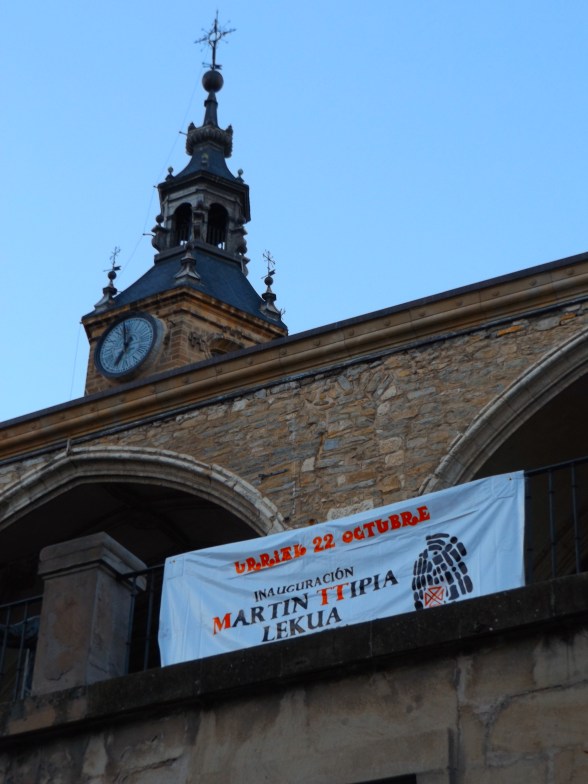 URRIAK 22 OCTUBRE
INAUGURACIÓN
MARTIN TTIPIA
LEKUA